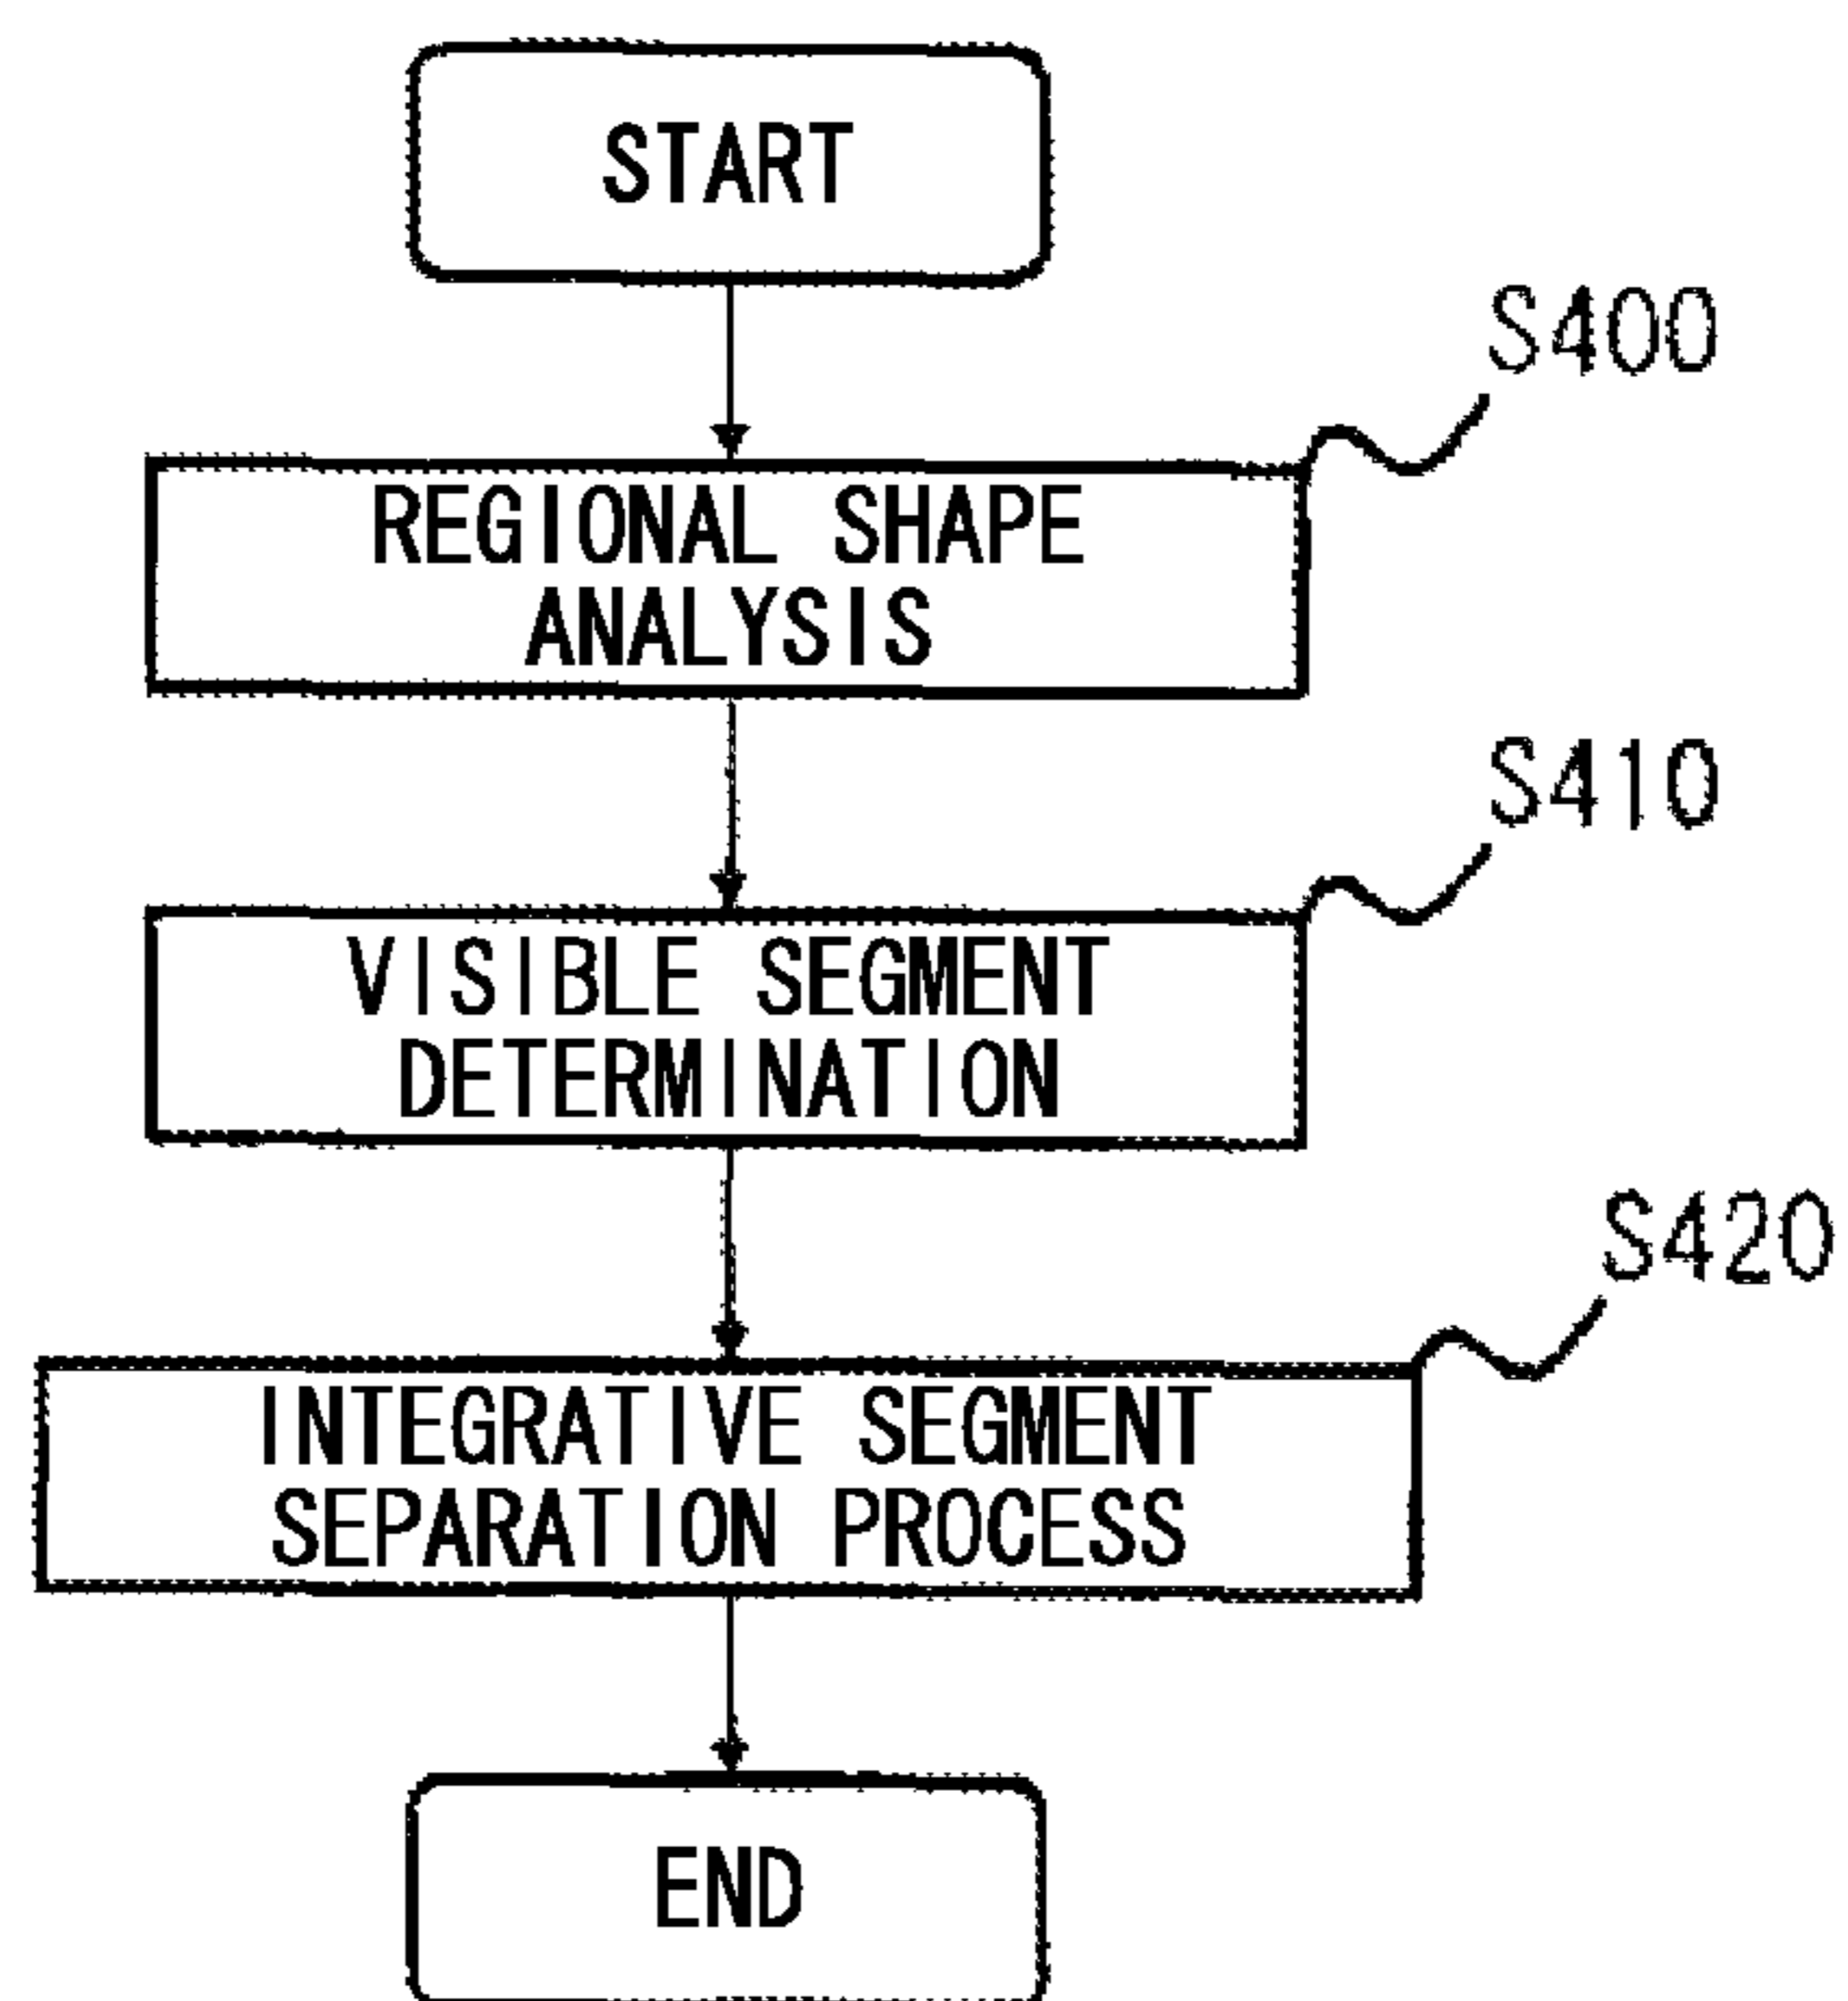 START
S400
REGIONAL SHAPE
ANALYSIS
S410
VISIBLE SEGMENT
DETERMINATION
S420
INTEGRATIVE SEGMENT
SEPARATION PROCESS
END